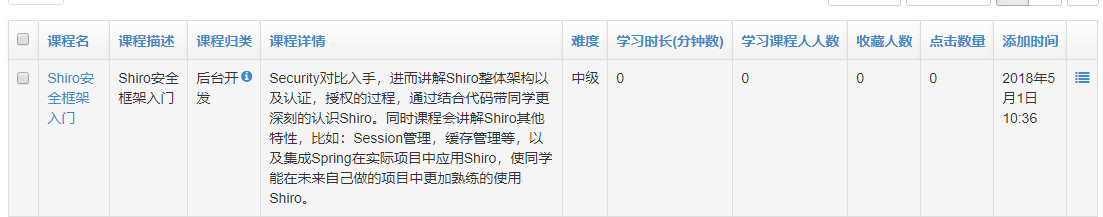 课程名 课程描述 课程归类 课程详情 难度 学习时长(分钟数) 学习课程人人数 收藏人数 点击数量 添加时间
Shiro安全框架入门
Shiro安全框架入门
后台开发
Security对比入手，进而讲解Shiro整体架构以
及认证，授权的过程，通过结合代码带同学更
深刻的认识Shiro。同时课程会讲解Shiro其他
特性，比如：Session管理，缓存管理等，以
及集成Spring在实际项目中应用Shiro，使同学
能在未来自己做的项目中更加熟练的使用
Shiro。
中级
0
0
0
0
2018年5
月1日
10:36